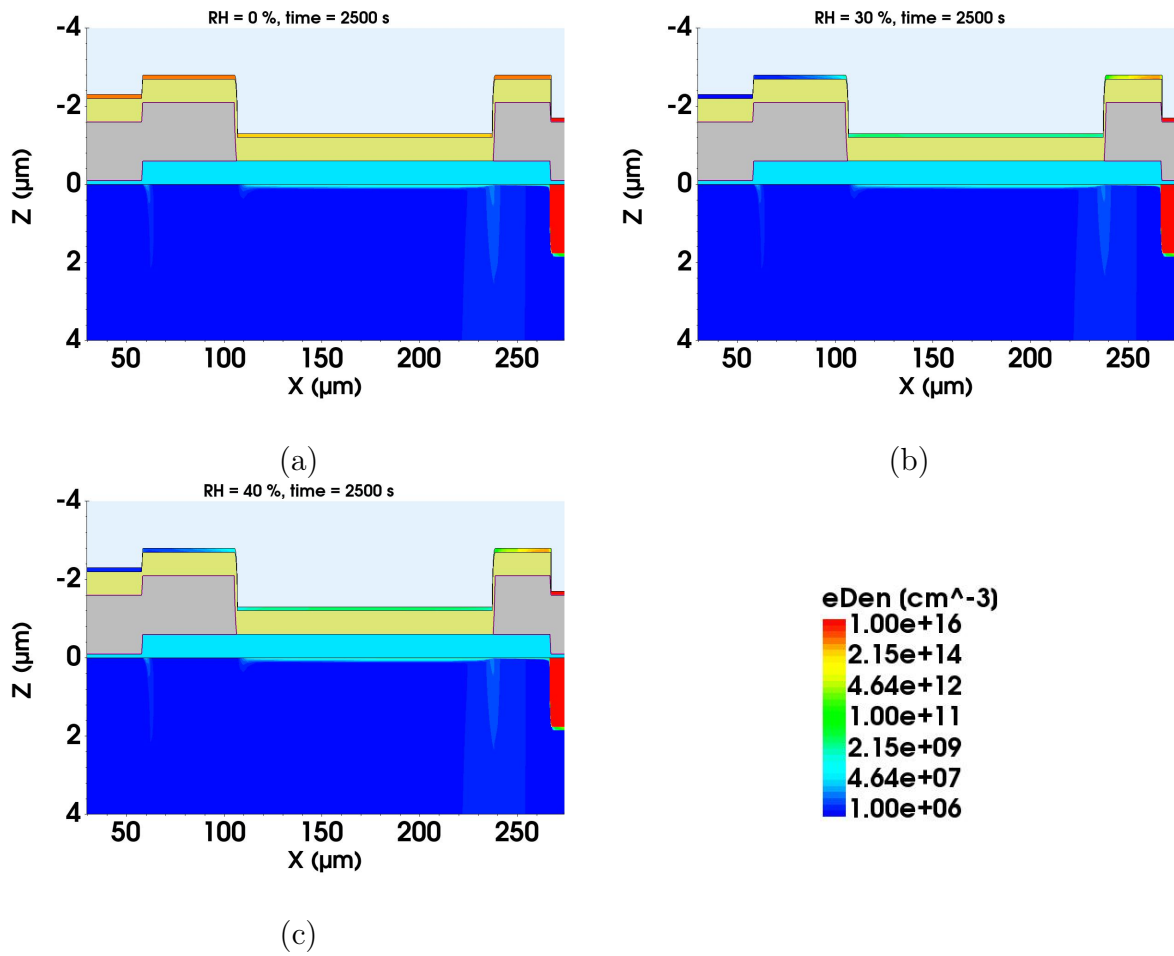 RH = 0 %, time = 2500 s
-4
-2
0
2
4
Z (µm)
50 100 150 200 250
X (µm)
(a)
RH = 30 %, time = 2500 s
-4
-2
0
2
4
Z (µm)
50 100 150 200 250
X (µm)
(b)
RH = 40 %, time = 2500 s
-4
-2
0
2
4
Z (µm)
50 100 150 200 250
X (µm)
(c)
eDen (cm^-3)
1.00e+16
2.15e+14
4.64e+12
1.00e+11
2.15e+09
4.64e+07
1.00e+06